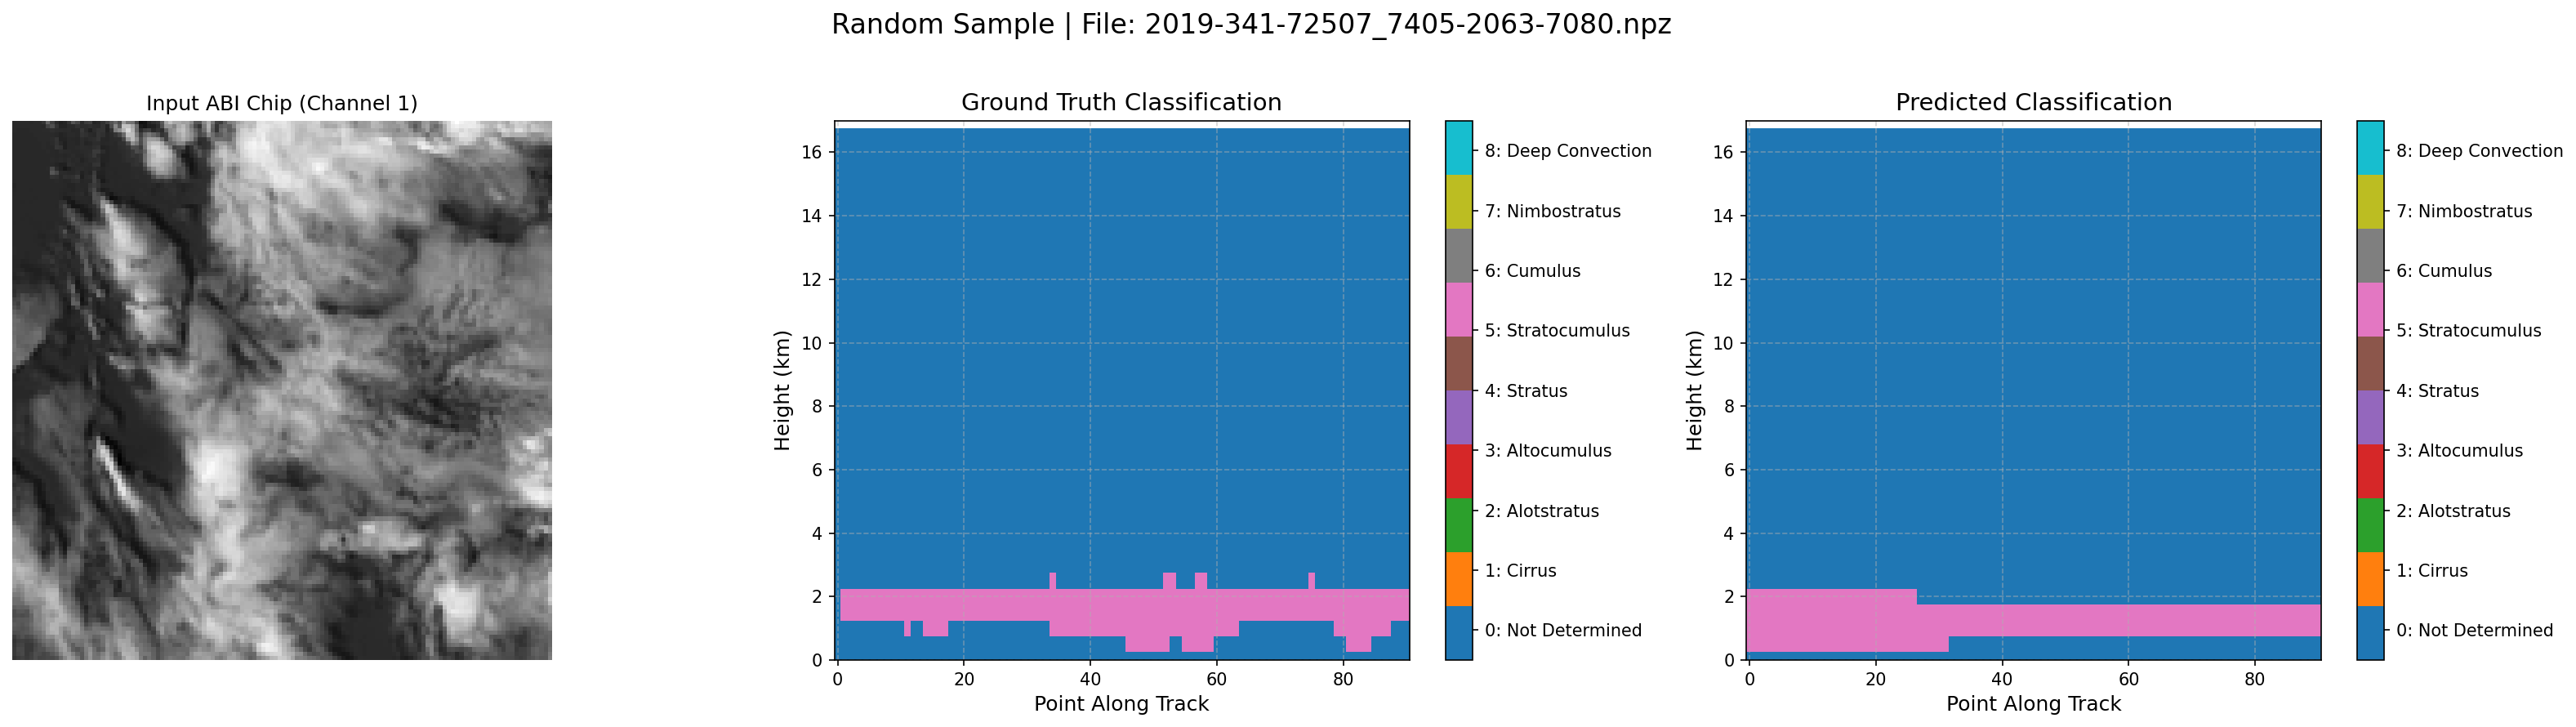 Random Sample | File: 2019-341-72507_7405-2063-7080.npz
Input ABI Chip (Channel 1)
Ground Truth Classification
Height (km)
16
14
12
10
8
6
4
2
0
0 20 40 60 80
Point Along Track
8: Deep Convection
7: Nimbostratus
6: Cumulus
5: Stratocumulus
4: Stratus
3: Altocumulus
2: Alotstratus
1: Cirrus
0: Not Determined
Predicted Classification
Height (km)
16
14
12
10
8
6
4
2
0
0 20 40 60 80
Point Along Track
8: Deep Convection
7: Nimbostratus
6: Cumulus
5: Stratocumulus
4: Stratus
3: Altocumulus
2: Alotstratus
1: Cirrus
0: Not Determined